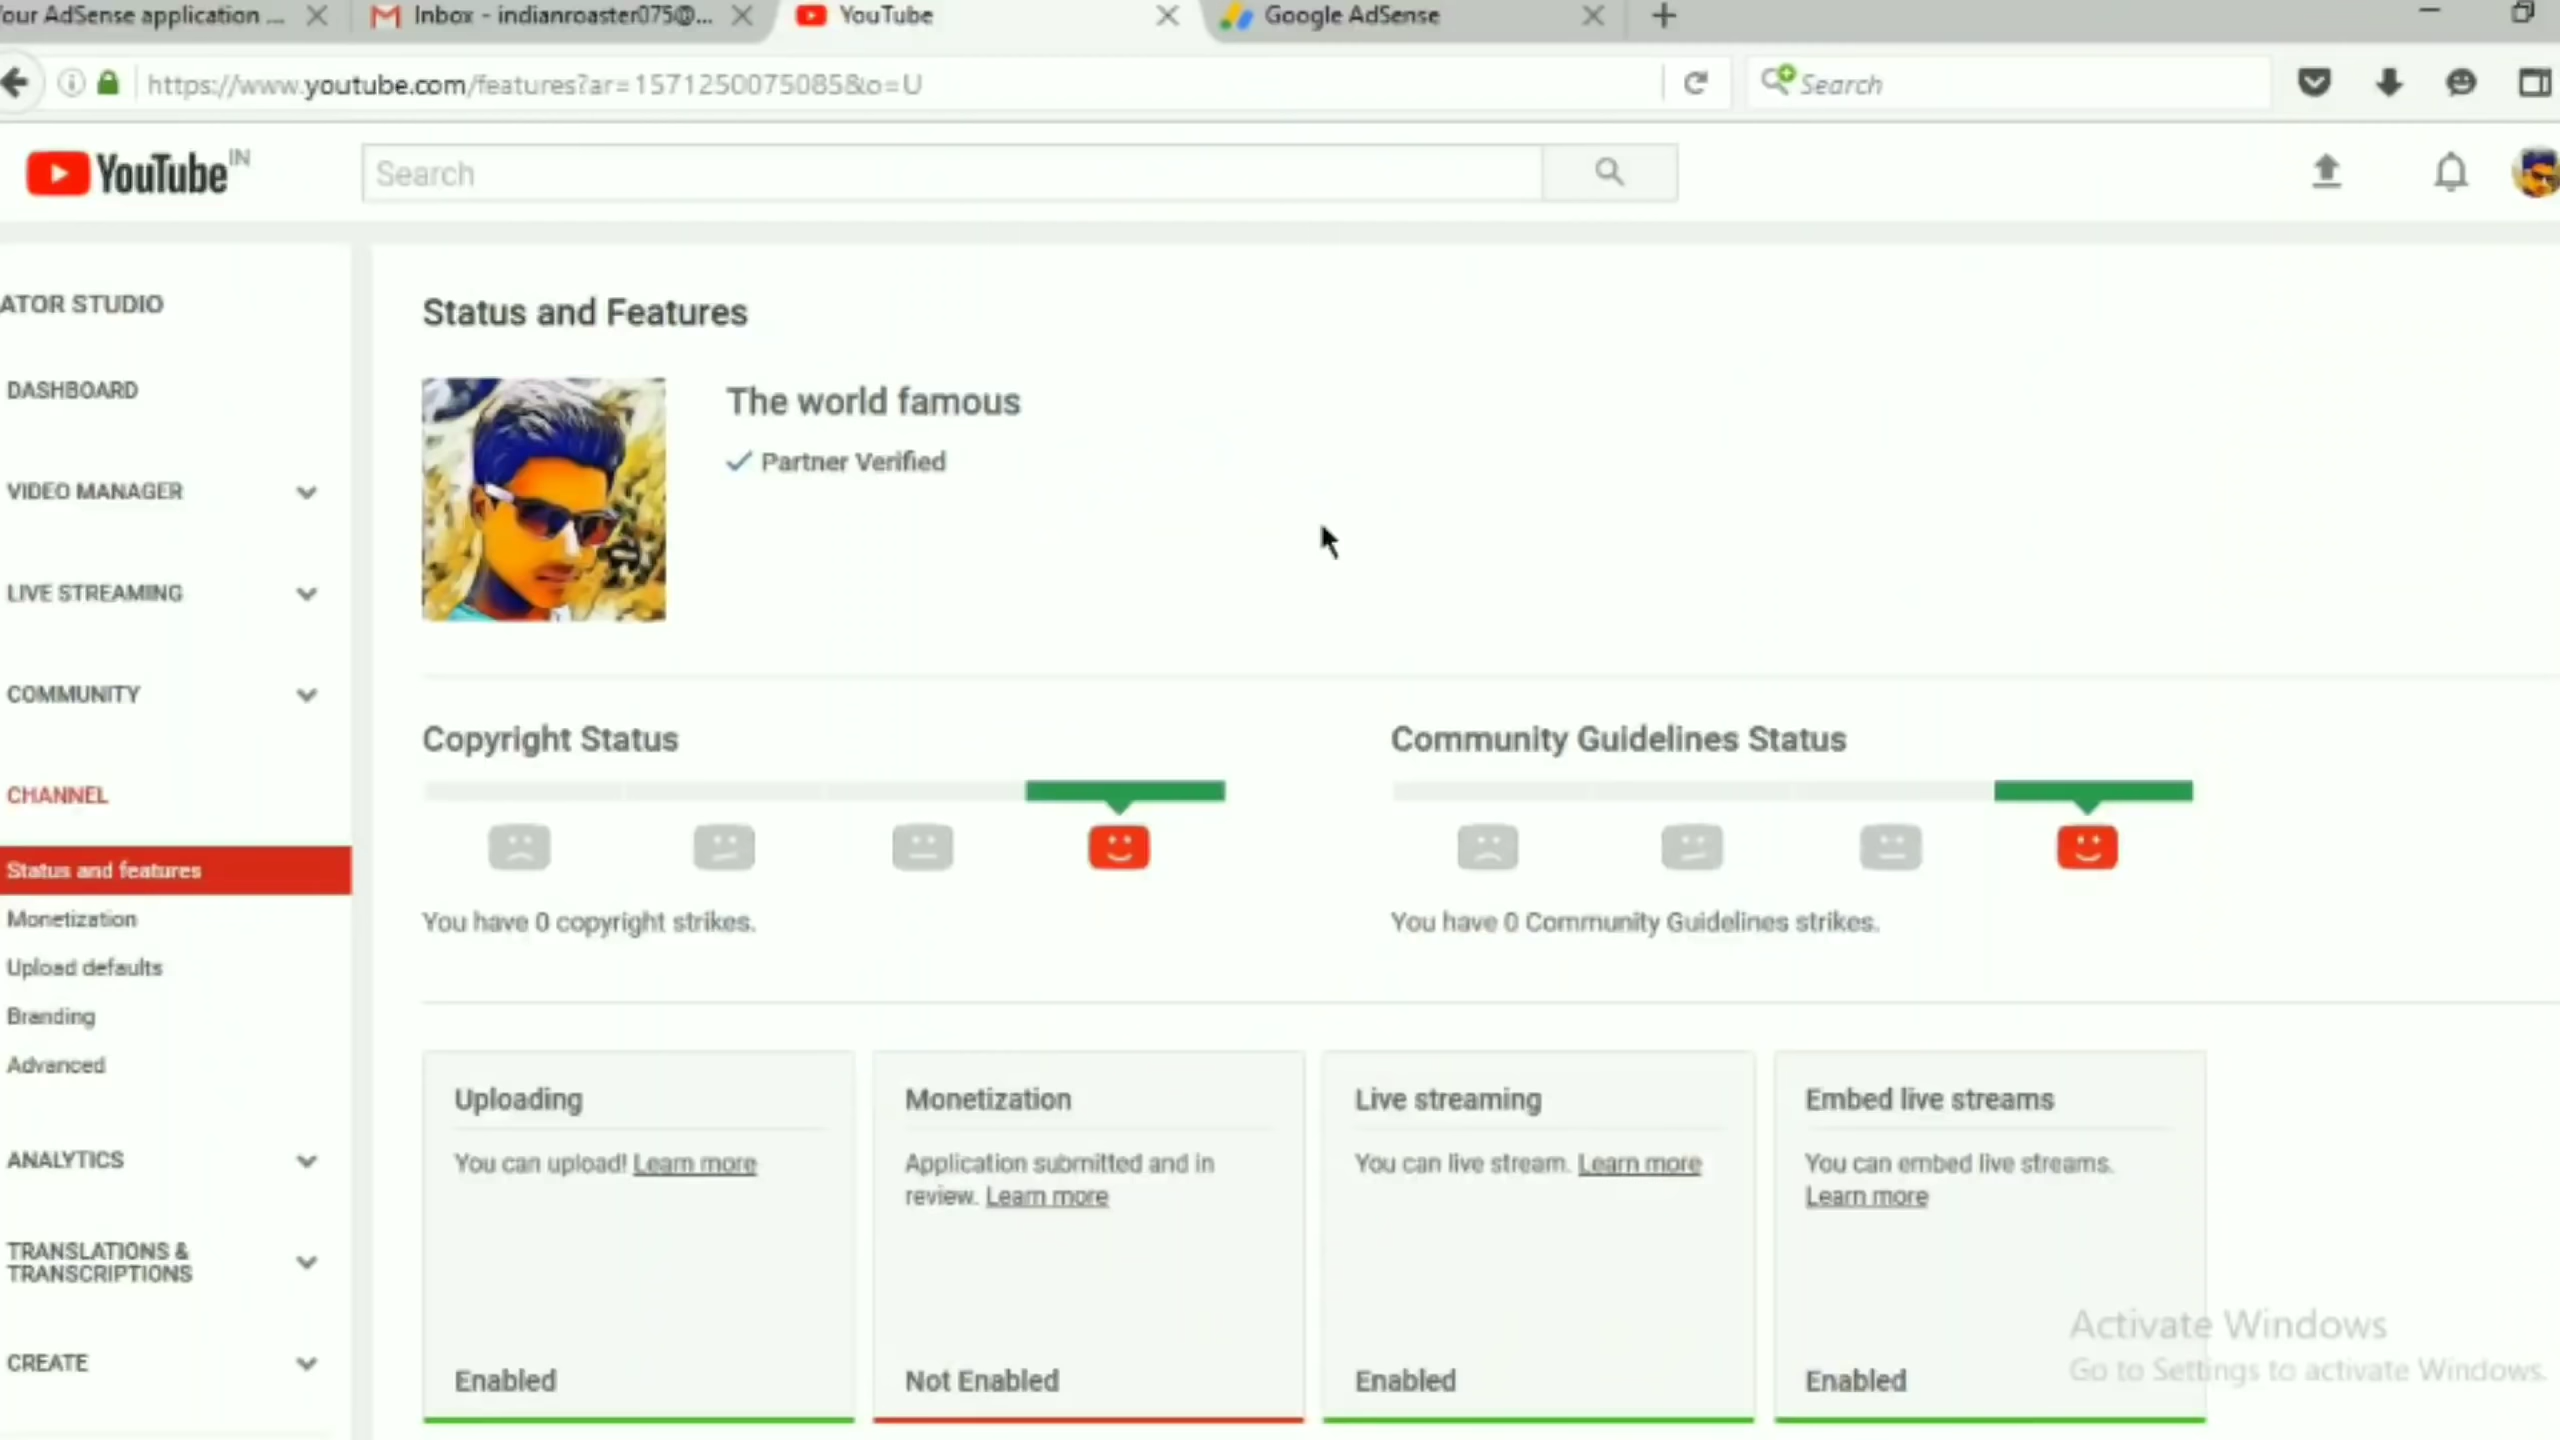 our AdSense application ...
Inbox - indianroaster075@...
YouTube
Google AdSense
https://www.youtube.com/features?ar=1571250075085&o=U
Search
YouTube IN
Search
ATOR STUDIO
DASHBOARD
VIDEO MANAGER
LIVE STREAMING
COMMUNITY
CHANNEL
Status and features
Monetization
Upload defaults
Branding
Advanced
ANALYTICS
TRANSLATIONS &
TRANSCRIPTIONS
CREATE
Status and Features
The world famous
Partner Verified
Copyright Status
You have 0 copyright strikes.
Community Guidelines Status
You have 0 Community Guidelines strikes.
Uploading
You can upload! Learn more
Enabled
Monetization
Application submitted and in
review. Learn more
Not Enabled
Live streaming
You can live stream. Learn more
Enabled
Embed live streams
You can embed live streams.
Learn more
Enabled
Activate Windows
Go to Settings to activate Windows.